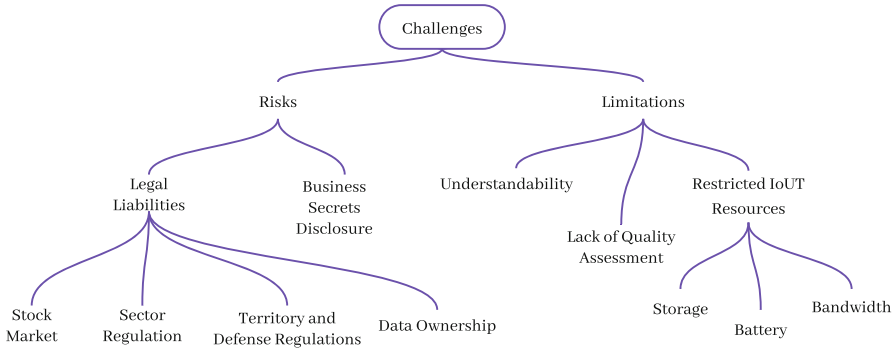 Challenges
Risks
Limitations
Legal
Liabilities
Business
Secrets
Disclosure
Understandability
Lack of Quality
Assessment
Restricted IoUT
Resources
Stock
Market
Sector
Regulation
Territory and
Defense Regulations
Data Ownership
Storage
Battery
Bandwidth